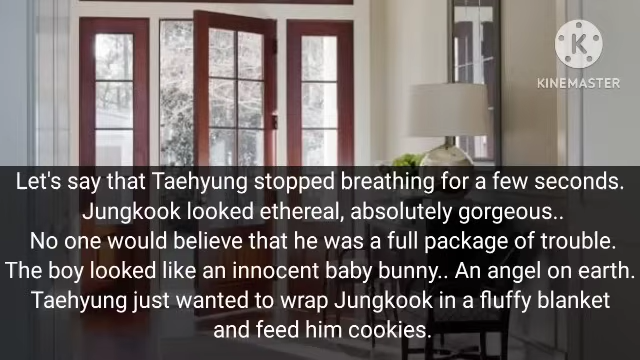 K
KINEMASTER
Let's say that Taehyung stopped breathing for a few seconds.
Jungkook looked ethereal, absolutely gorgeous..
No one would believe that he was a full package of trouble.
The boy looked like an innocent baby bunny.. An angel on earth.
Taehyung just wanted to wrap Jungkook in a fluffy blanket
and feed him cookies.